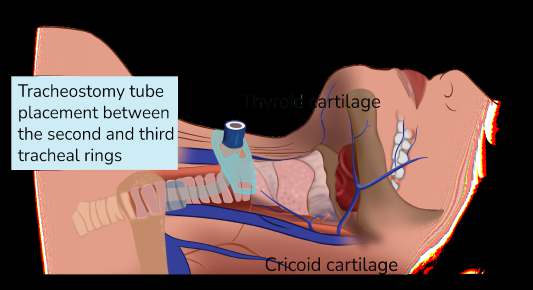 Tracheostomy tube
placement between
the second and third
tracheal rings
Thyroid cartilage
Cricoid cartilage